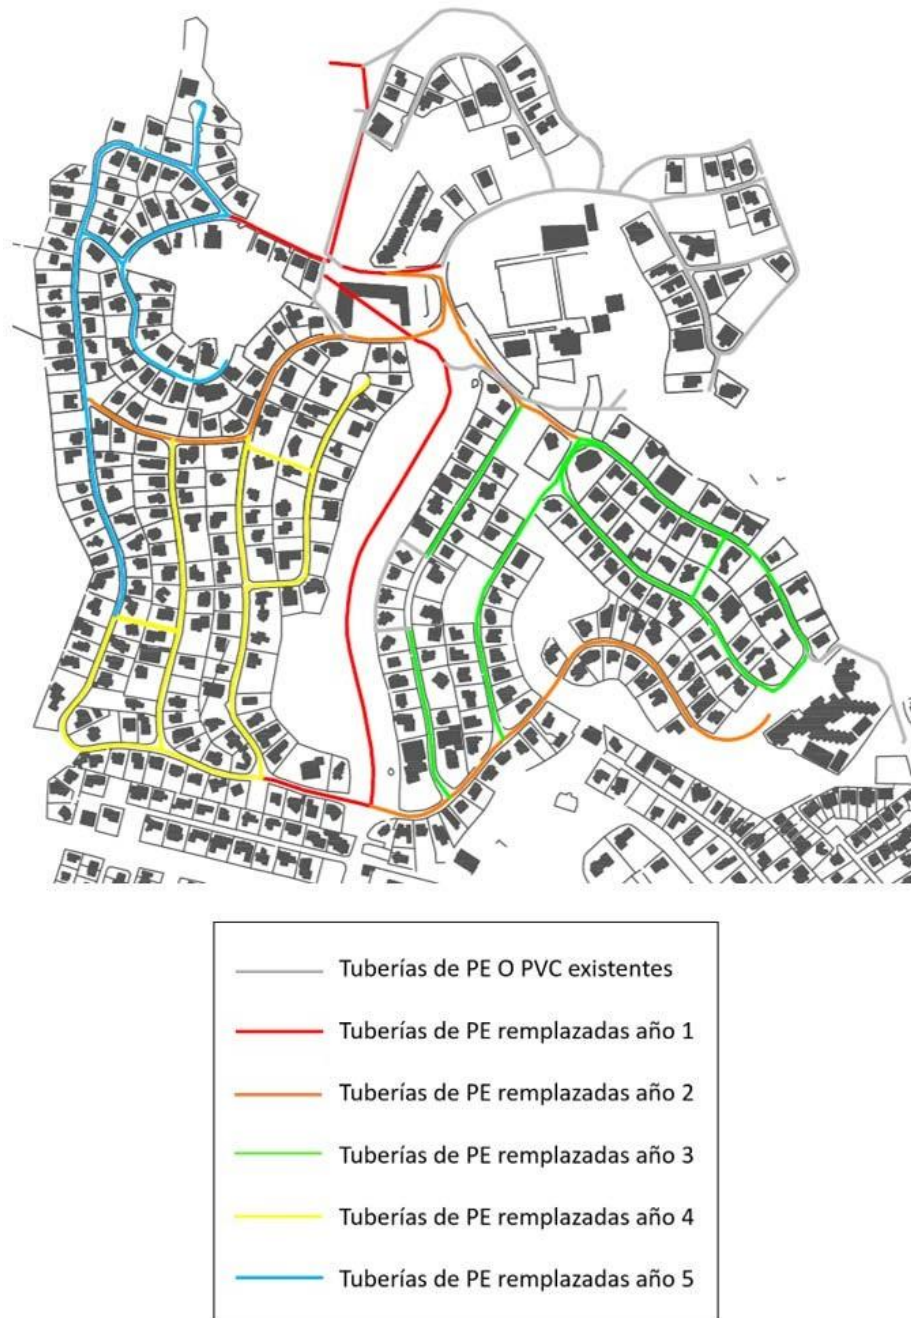 Tuberías de PE O PVC existentes
Tuberías de PE remplazadas año 1
Tuberías de PE remplazadas año 2
Tuberías de PE remplazadas año 3
Tuberías de PE remplazadas año 4
Tuberías de PE remplazadas año 5